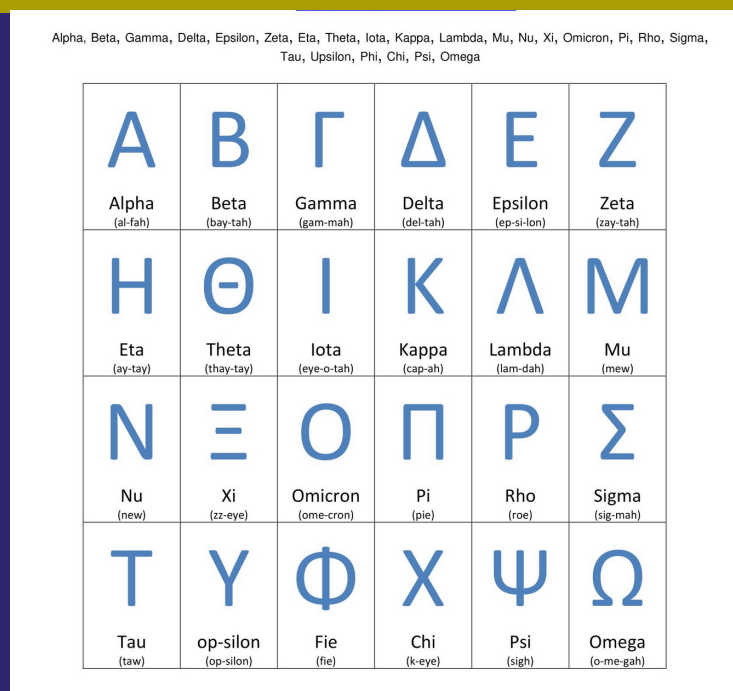 Alpha, Beta, Gamma, Delta, Epsilon, Zeta, Eta, Theta, Iota, Kappa, Lambda, Mu, Nu, Xi, Omicron, Pi, Rho, Sigma,
Tau, Upsilon, Phi, Chi, Psi, Omega
Α Β Γ Δ Ε Ζ
Alpha Beta Gamma Delta Epsilon Zeta
(al-fah) (bay-tah) (gam-mah) (del-tah) (ep-si-lon) (zay-tah)
Η Θ Ι Κ Λ Μ
Eta Theta Iota Kappa Lambda Mu
(ay-tay) (thay-tay) (eye-o-tah) (cap-ah) (lam-dah) (mew)
Ν Ξ Ο Π Ρ Σ
Nu Xi Omicron Pi Rho Sigma
(new) (zz-eye) (ome-cron) (pie) (roe) (sig-mah)
Τ Υ Φ Χ Ψ Ω
Tau op-silon Fie Chi Psi Omega
(taw) (op-silon) (fie) (k-eye) (sigh) (o-me-gah)